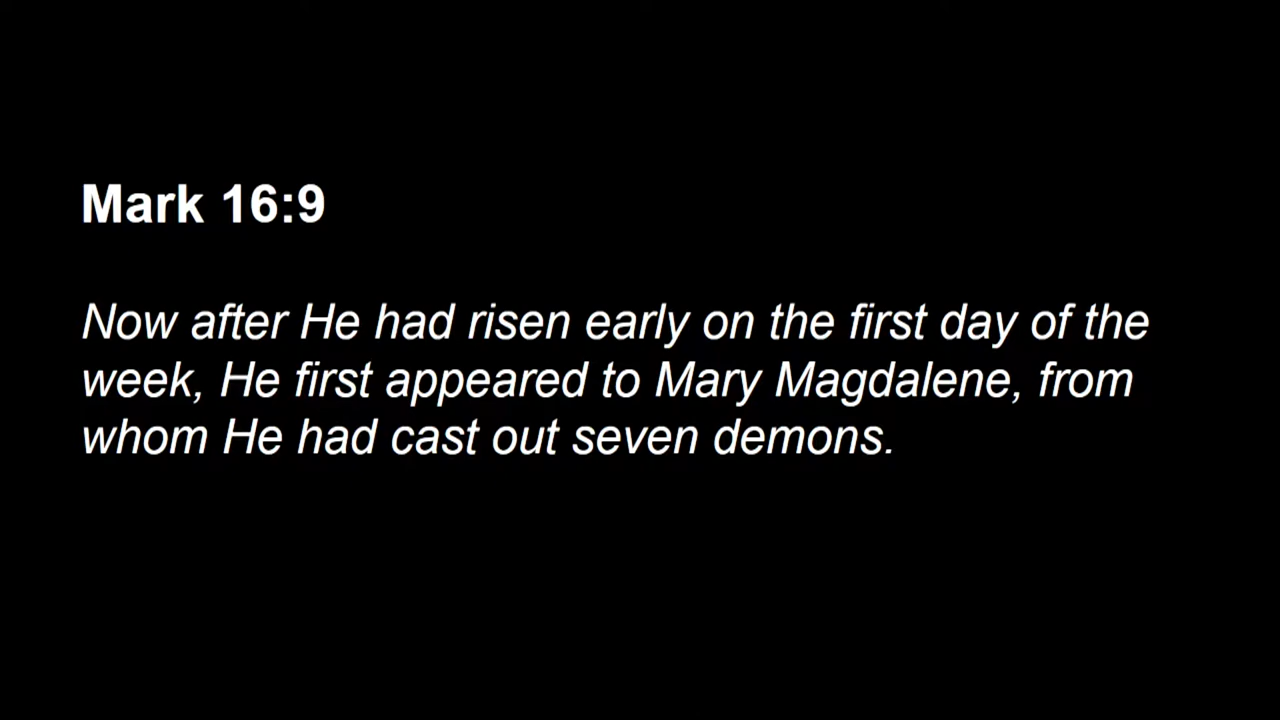 Mark 16:9
Now after He had risen early on the first day of the
week, He first appeared to Mary Magdalene, from
whom He had cast out seven demons.